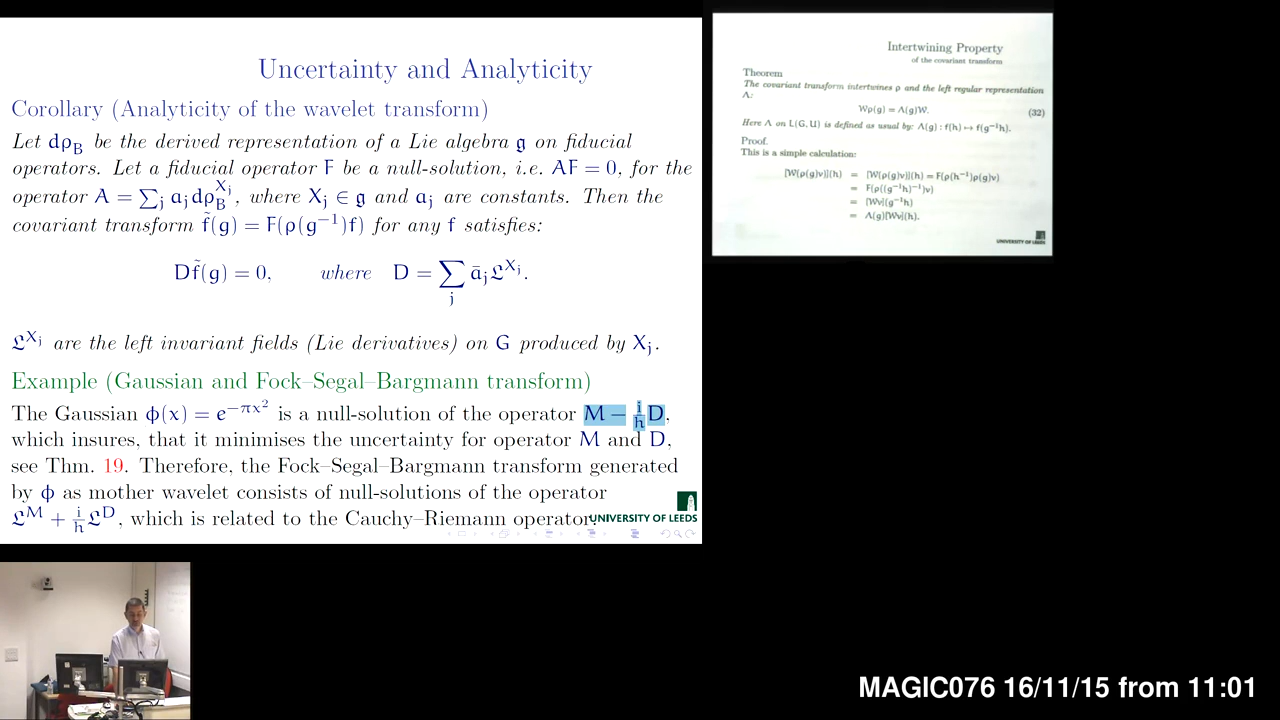 Uncertainty and Analyticity
Corollary (Analyticity of the wavelet transform)
Let dρ_B be the derived representation of a Lie algebra 𝔤 on fiducial
operators. Let a fiducial operator F be a null-solution, i.e. AF = 0, for the
operator A = ∑_j a_j dρ_B^{X_j}, where X_j ∈ 𝔤 and a_j are constants. Then the
covariant transform f̃(g) = F(ρ(g⁻¹)f) for any f satisfies:
Df̃(g) = 0, where D = ∑_j ā_j 𝔏^{X_j}.
𝔏^{X_j} are the left invariant fields (Lie derivatives) on G produced by X_j.
Example (Gaussian and Fock–Segal–Bargmann transform)
The Gaussian ϕ(x) = e^{−πx²} is a null-solution of the operator M − i/ℏ D,
which insures, that it minimises the uncertainty for operator M and D,
see Thm. 19. Therefore, the Fock–Segal–Bargmann transform generated
by ϕ as mother wavelet consists of null-solutions of the operator
𝔏^M + i/ℏ 𝔏^D, which is related to the Cauchy–Riemann operator.
UNIVERSITY OF LEEDS
Intertwining Property
of the covariant transform
Theorem
The covariant transform intertwines ρ and the left regular representation
Λ:
Wρ(g) = Λ(g)W. (32)
Here Λ on L(G, U) is defined as usual by: Λ(g) : f(h) ↦ f(g⁻¹h).
Proof.
This is a simple calculation:
[W(ρ(g)v)](h) = [W(ρ(g)v)](h) = F(ρ(h⁻¹)ρ(g)v)
= F(ρ((g⁻¹h)⁻¹)v)
= [Wv](g⁻¹h)
= Λ(g)[Wv](h).
UNIVERSITY OF LEEDS
MAGIC076 16/11/15 from 11:01